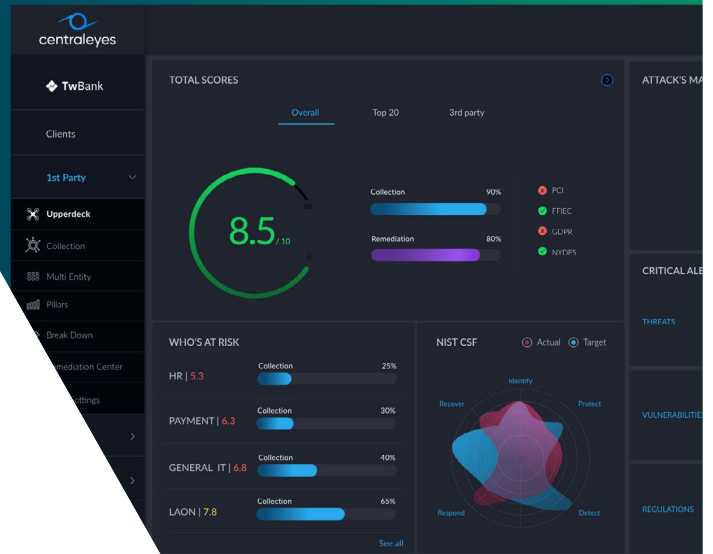 centraleyes
TwBank
Clients
1st Party
Upperdeck
Collection
Multi Entity
Pillars
Break Down
mediation Center
ettings
TOTAL SCORES
Overall Top 20 3rd party
8.5 / 10
10
0
Collection 90%
Remediation 80%
PCI
FFIEC
GDPR
NYDFS
WHO'S AT RISK
HR | 5.3 Collection 25%
PAYMENT | 6.3 Collection 30%
GENERAL IT | 6.8 Collection 40%
LAON | 7.8 Collection 65%
See all
NIST CSF Actual Target
Identify
Recover Protect
Respond Detect
ATTACK'S MA
CRITICAL ALE
THREATS
VULNERABILITIES
REGULATIONS